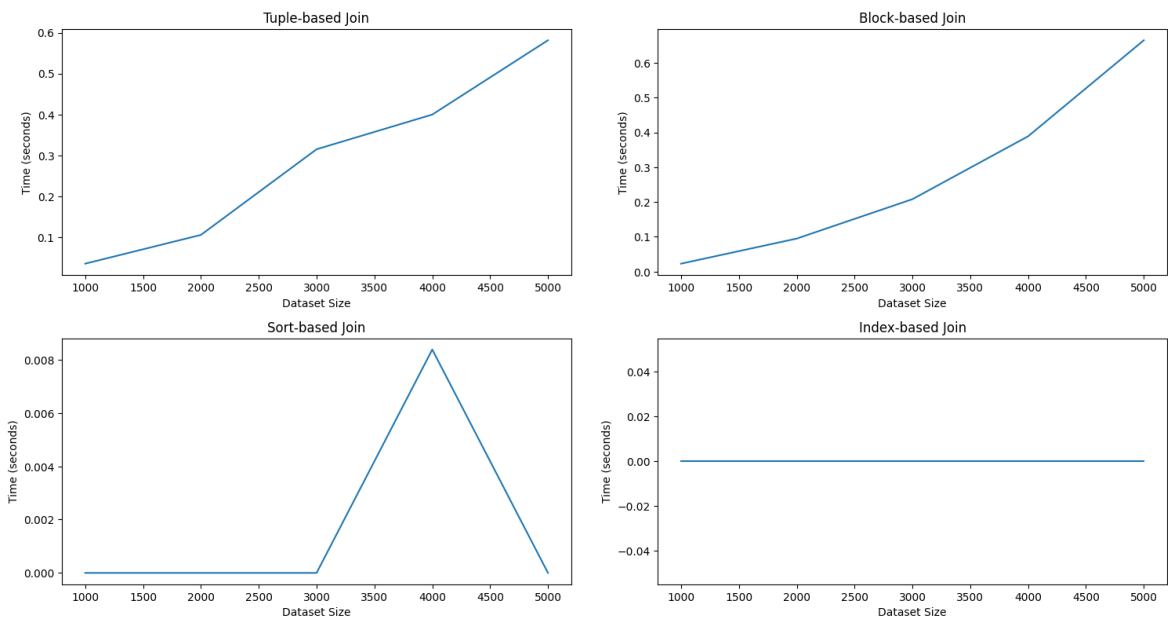 Tuple-based Join
0.6
0.5
0.4
0.3
0.2
0.1
Time (seconds)
1000 1500 2000 2500 3000 3500 4000 4500 5000
Dataset Size
Block-based Join
0.6
0.5
0.4
0.3
0.2
0.1
0.0
Time (seconds)
1000 1500 2000 2500 3000 3500 4000 4500 5000
Dataset Size
Sort-based Join
0.008
0.006
0.004
0.002
0.000
Time (seconds)
1000 1500 2000 2500 3000 3500 4000 4500 5000
Dataset Size
Index-based Join
0.04
0.02
0.00
−0.02
−0.04
Time (seconds)
1000 1500 2000 2500 3000 3500 4000 4500 5000
Dataset Size